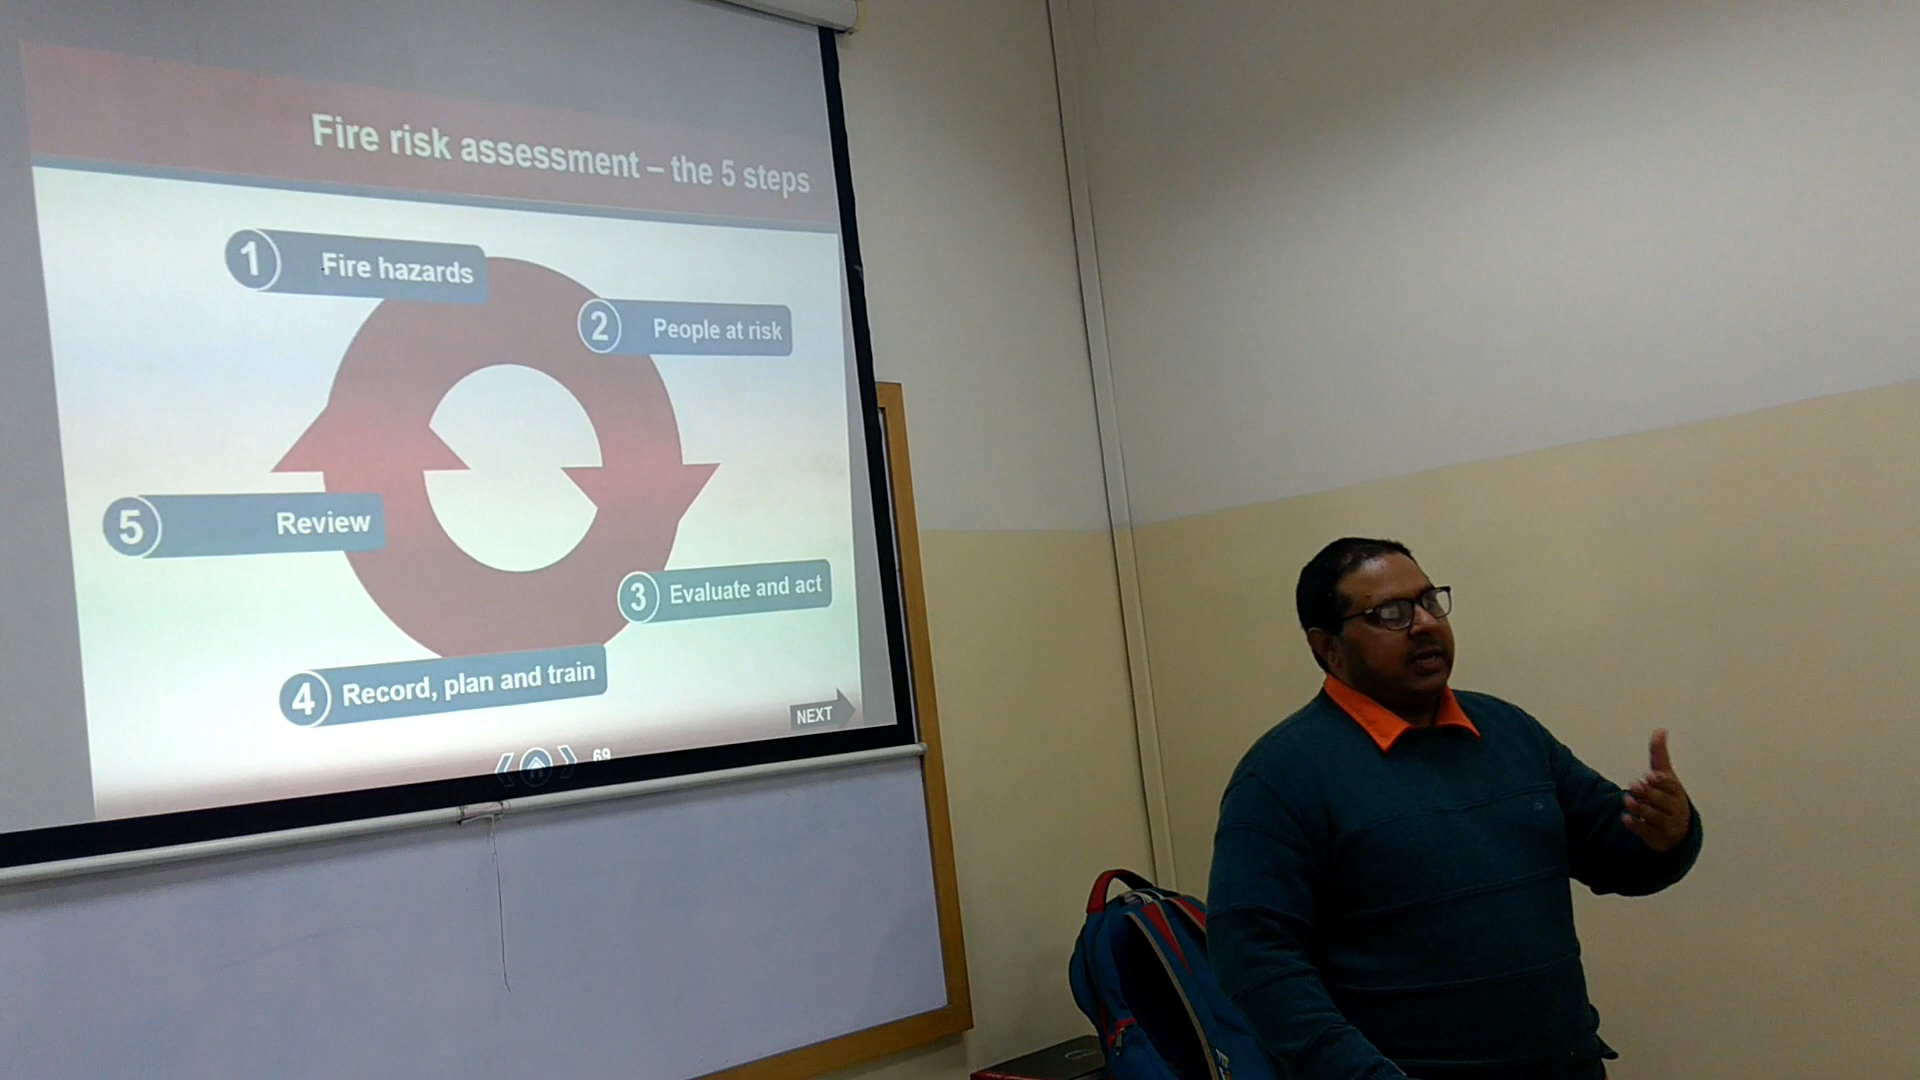 Fire risk assessment – the 5 steps
1 Fire hazards
2 People at risk
5 Review
3 Evaluate and act
4 Record, plan and train
NEXT
69